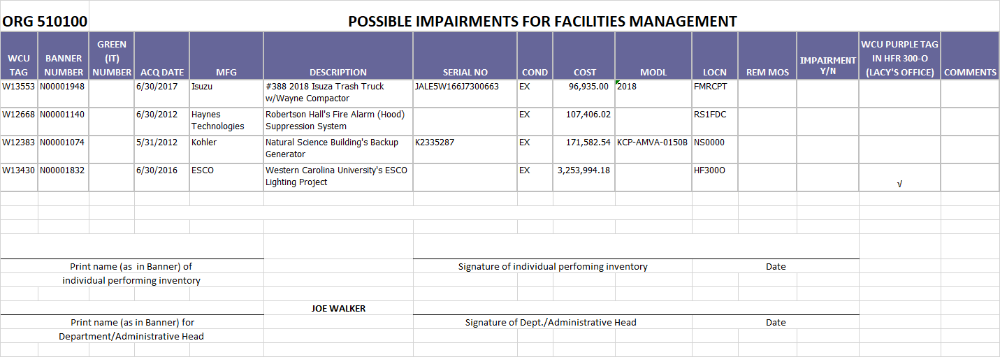 ORG 510100 POSSIBLE IMPAIRMENTS FOR FACILITIES MANAGEMENT
WCU TAG BANNER NUMBER GREEN (IT) NUMBER ACQ DATE MFG DESCRIPTION SERIAL NO COND COST MODL LOCN REM MOS IMPAIRMENT Y/N WCU PURPLE TAG IN HFR 300-O (LACY'S OFFICE) COMMENTS
W13553 N00001948 6/30/2017 Isuzu #388 2018 Isuza Trash Truck JALE5W166J7300663 EX 96,935.00 2018 FMRCPT
w/Wayne Compactor
W12668 N00001140 6/30/2012 Haynes Robertson Hall's Fire Alarm (Hood) EX 107,406.02 RS1FDC
Technologies Suppression System
W12383 N00001074 5/31/2012 Kohler Natural Science Building's Backup K2335287 EX 171,582.54 KCP-AMVA-0150B NS0000
Generator
W13430 N00001832 6/30/2016 ESCO Western Carolina University's ESCO EX 3,253,994.18 HF300O
Lighting Project √
Print name (as in Banner) of Signature of individual perfoming inventory Date
individual performing inventory
JOE WALKER
Print name (as in Banner) for Signature of Dept./Administrative Head Date
Department/Administrative Head